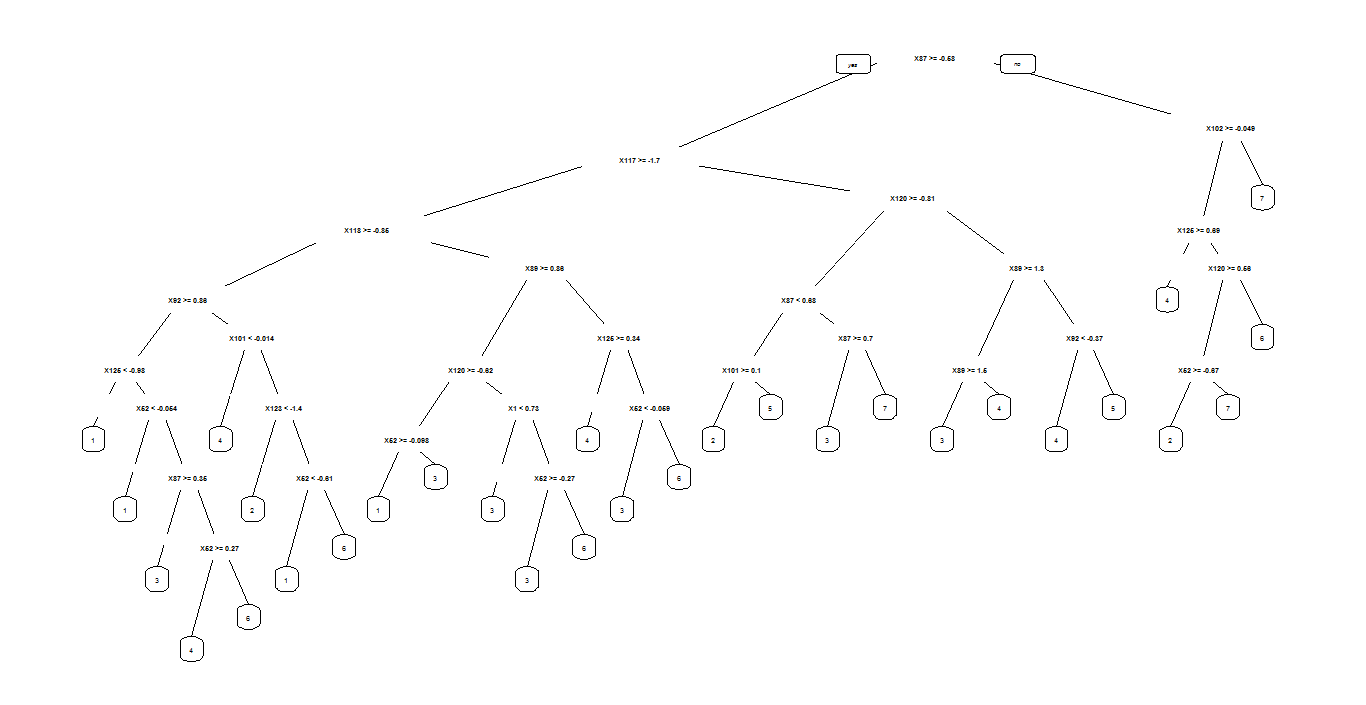 yes X87 >= -0.58 no
X102 >= -0.049
X117 >= -1.7
7
X120 >= -0.81
X118 >= -0.85
X125 >= 0.69
X89 >= 0.86
X89 >= 1.3
X120 >= 0.56
X92 >= 0.86
X87 < 0.68
4
X101 < -0.014
X125 >= 0.34
X87 >= 0.7
X92 < -0.37
6
X125 < -0.98
X120 >= -0.62
X101 >= 0.1
X89 >= 1.5
X52 >= -0.67
X52 < -0.054
X123 < -1.4
X1 < 0.73
X52 < -0.059
5
7
4
5
7
1
4
X52 >= -0.098
4
2
3
3
4
2
X87 >= 0.35
X52 < -0.61
3
X52 >= -0.27
6
1
2
1
3
3
X52 >= 0.27
6
6
3
1
3
6
4